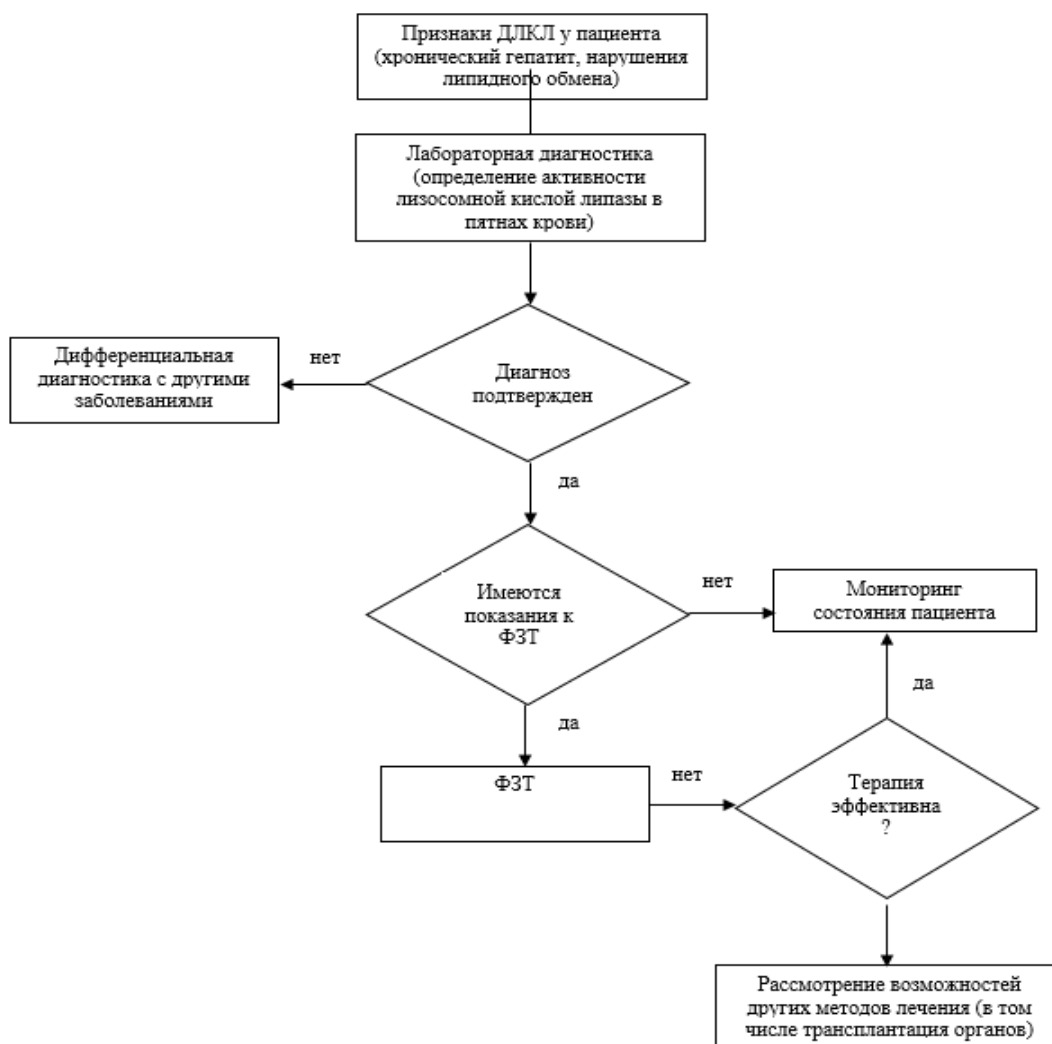 Признаки ДЛКЛ у пациента
(хронический гепатит, нарушения
липидного обмена)
Лабораторная диагностика
(определение активности
лизосомной кислой липазы в
пятнах крови)
Диагноз
подтвержден
нет
Дифференциальная
диагностика с другими
заболеваниями
да
Имеются
показания к
ФЗТ
нет
Мониторинг
состояния пациента
да
да
ФЗТ
нет
Терапия
эффективна
?
Рассмотрение возможностей
других методов лечения (в том
числе трансплантация органов)